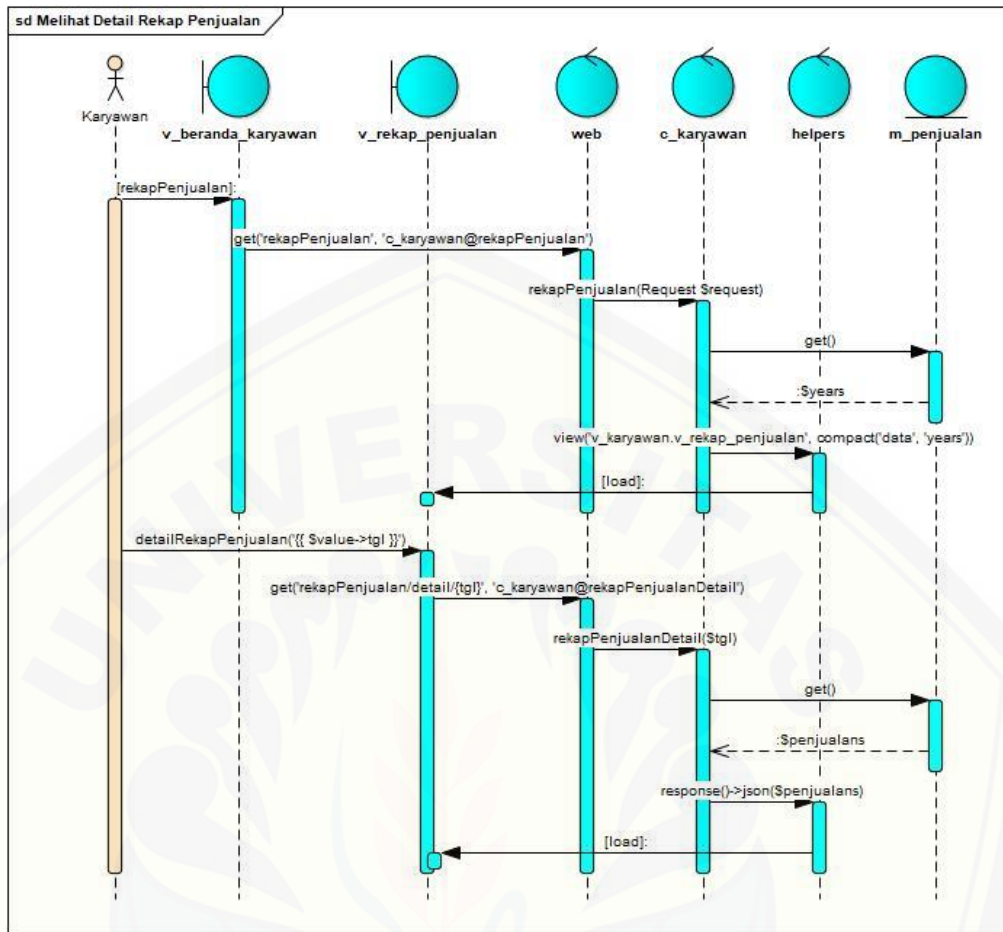 sd Melihat Detail Rekap Penjualan
Karyawan
v_beranda_karyawan
v_rekap_penjualan
web
c_karyawan
helpers
m_penjualan
[rekapPenjualan]:
get('rekapPenjualan', 'c_karyawan@rekapPenjualan')
rekapPenjualan(Request $request)
get()
:$years
view('v_karyawan.v_rekap_penjualan', compact('data', 'years'))
[load]:
detailRekapPenjualan('{{ $value->tgl }}')
get('rekapPenjualan/detail/{tgl}', 'c_karyawan@rekapPenjualanDetail')
rekapPenjualanDetail($tgl)
get()
:$penjualans
response()->json($penjualans)
[load]:
UNIVERSITAS